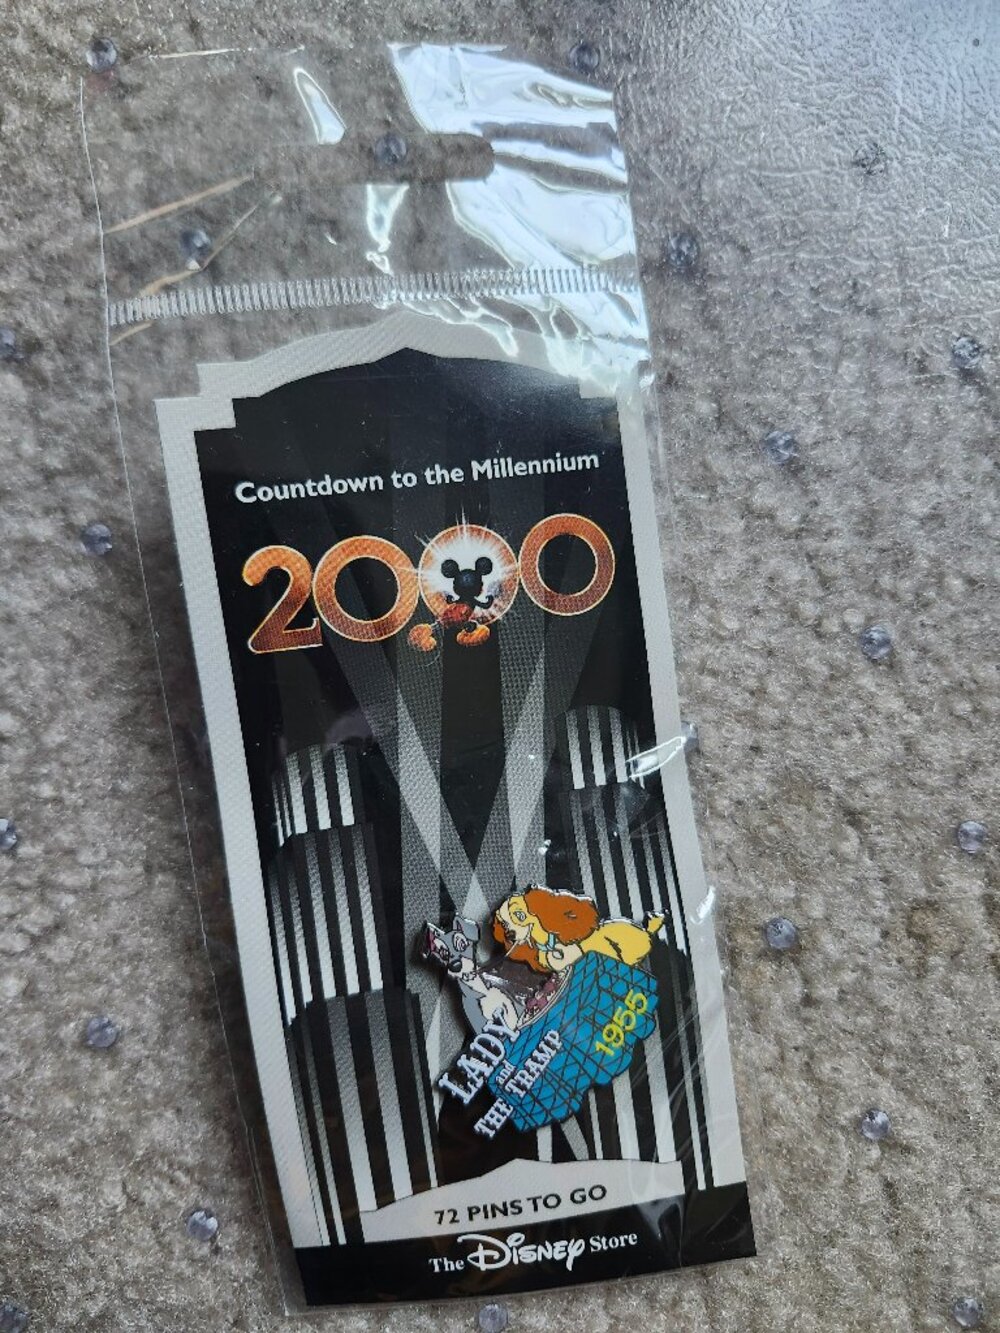 Countdown to the Millennium
2000
LADY
and
THE TRAMP
1955
72 PINS TO GO
The Disney Store